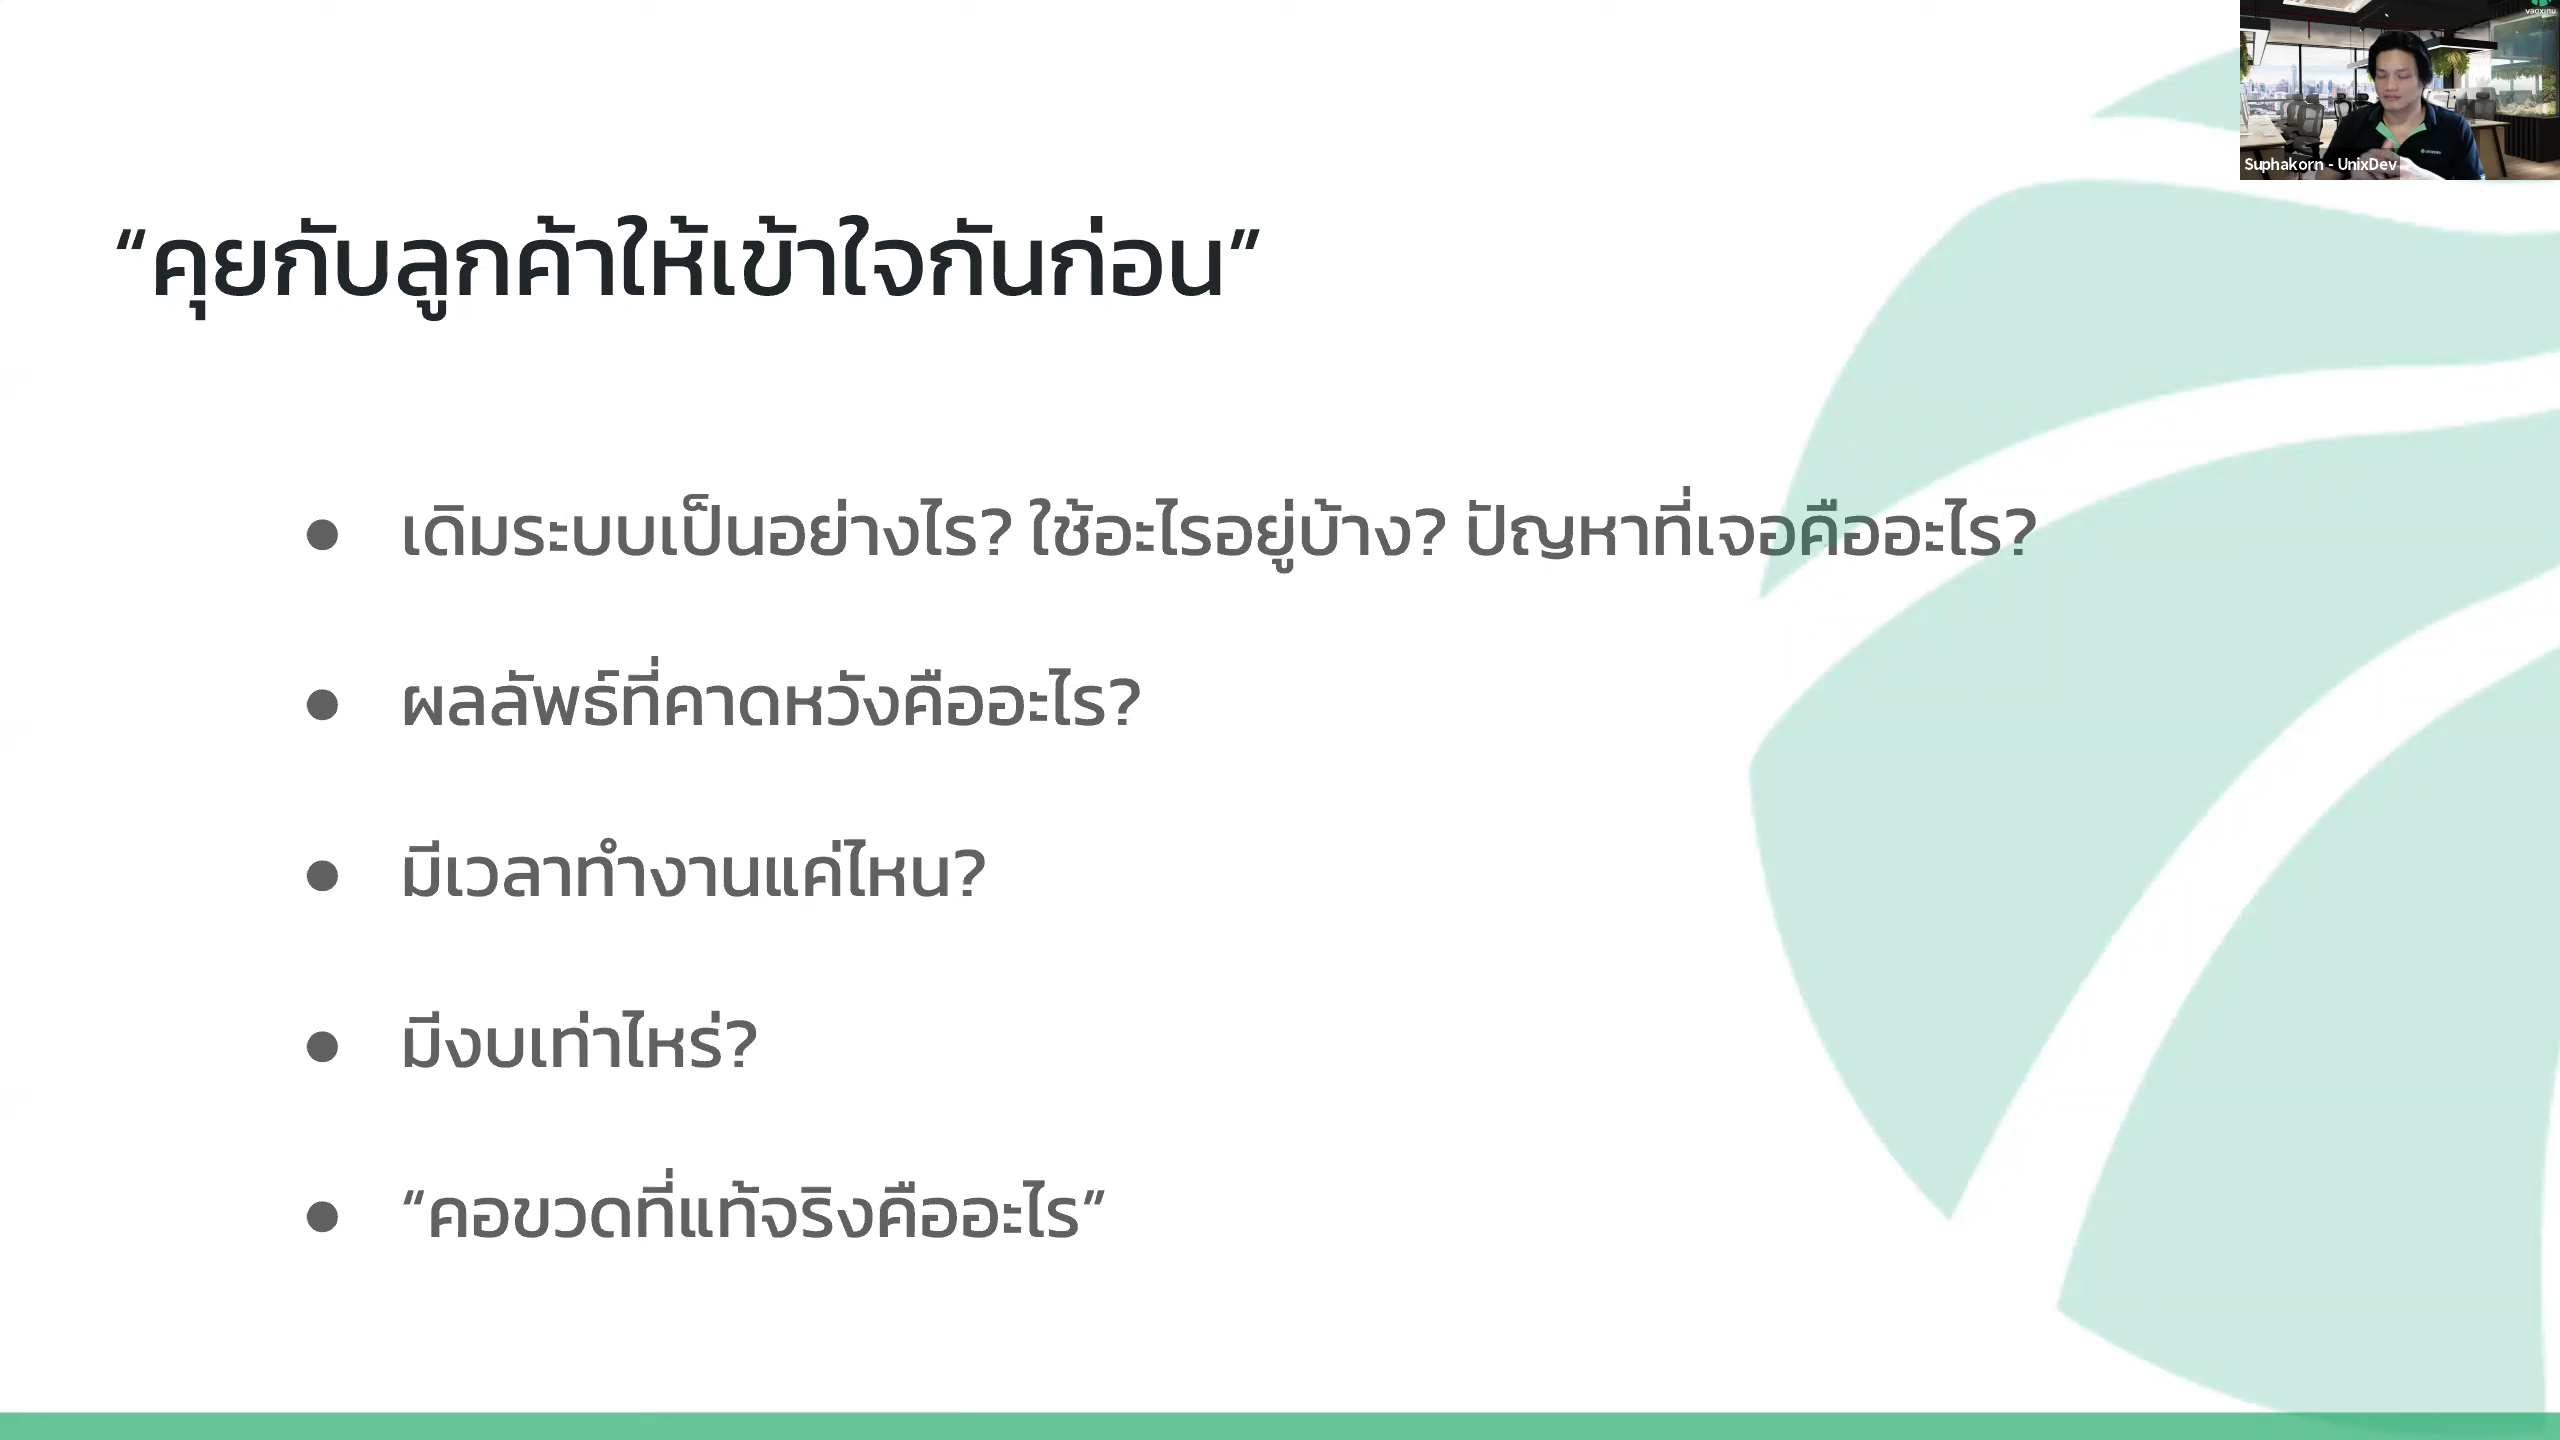 “คุยกับลูกค้าให้เข้าใจกันก่อน”
● เดิมระบบเป็นอย่างไร? ใช้อะไรอยู่บ้าง? ปัญหาที่เจอคืออะไร?
● ผลลัพธ์ที่คาดหวังคืออะไร?
● มีเวลาทำงานแค่ไหน?
● มีงบเท่าไหร่?
● “คอขวดที่แท้จริงคืออะไร”
Suphakorn - UnixDev